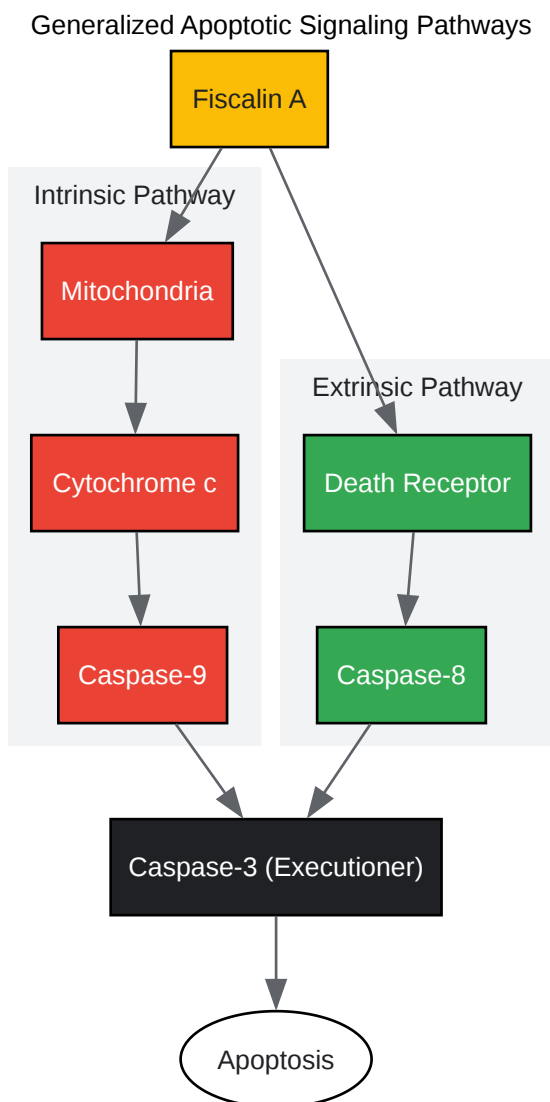 Generalized Apoptotic Signaling Pathways
Fiscalin A
Intrinsic Pathway
Mitochondria
Extrinsic Pathway
Cytochrome c
Death Receptor
Caspase-9
Caspase-8
Caspase-3 (Executioner)
Apoptosis